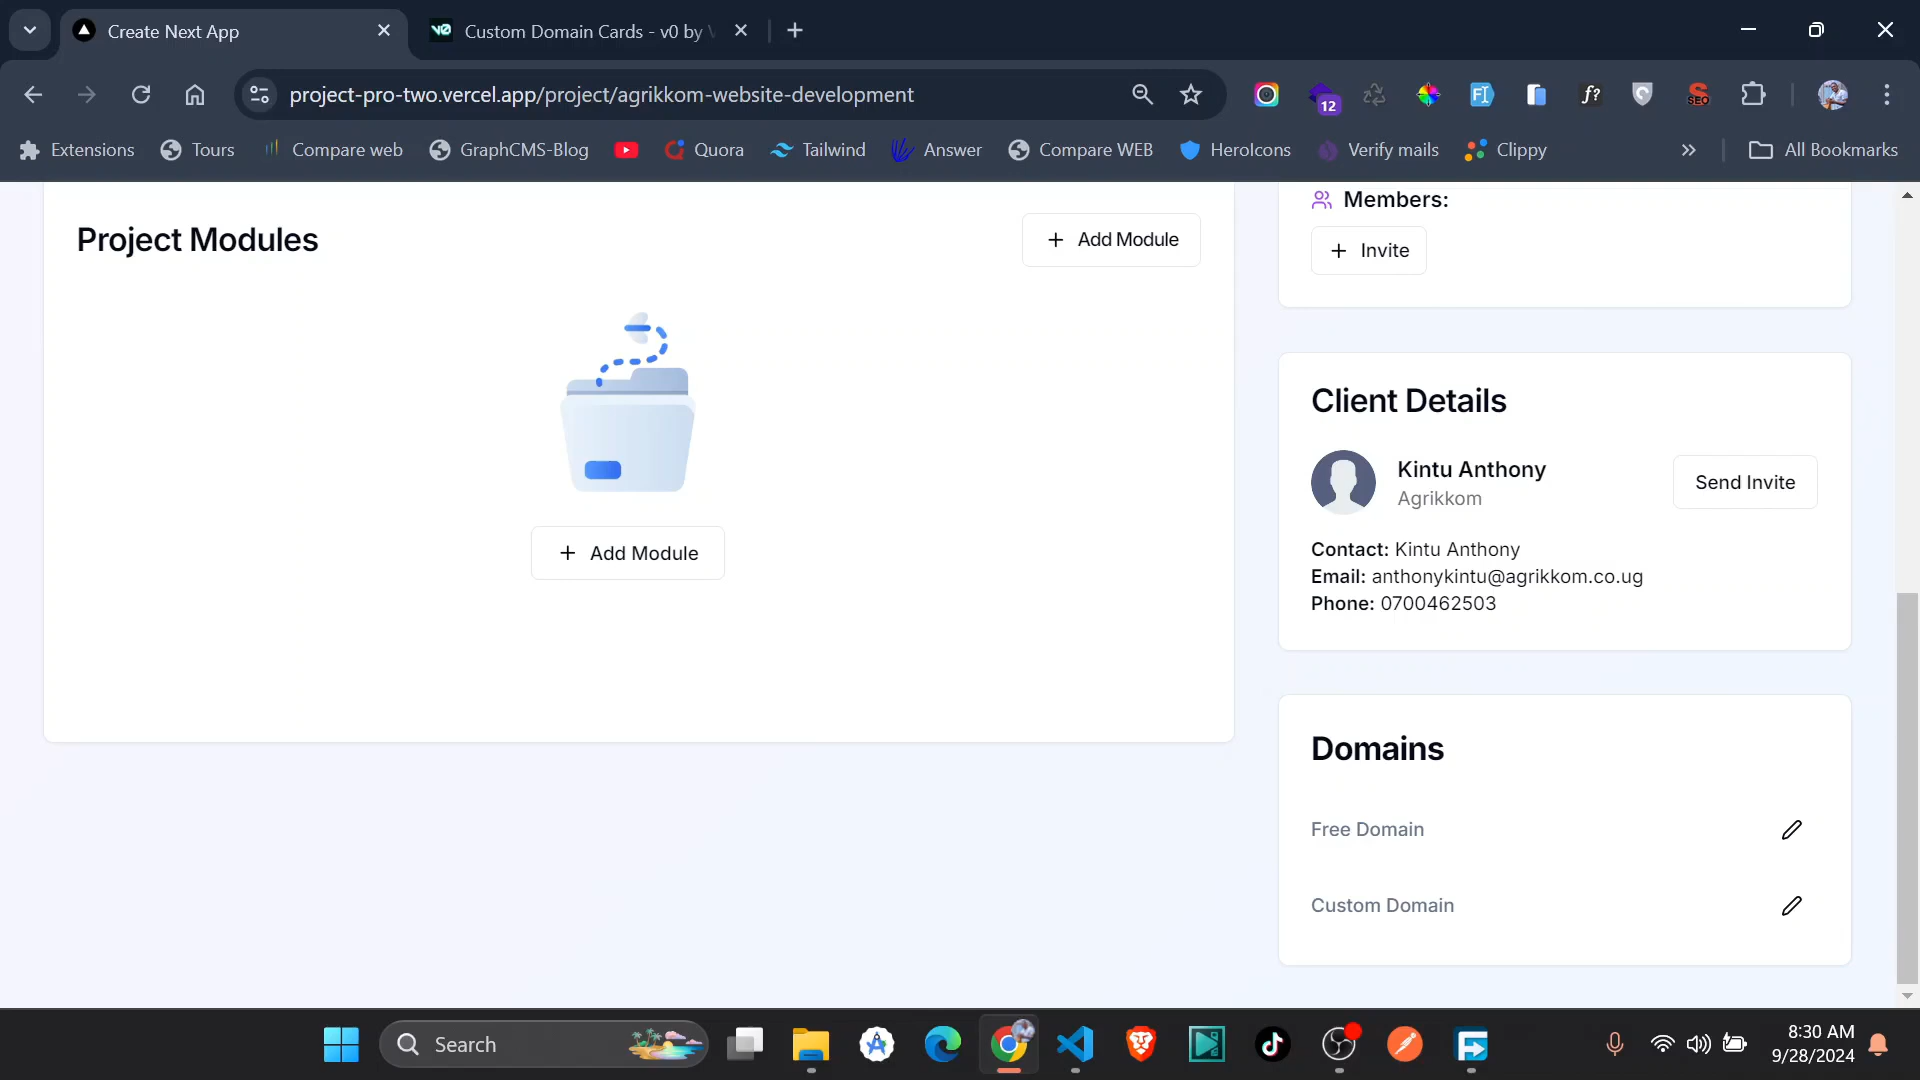 Create Next App
Custom Domain Cards - v0 by
project-pro-two.vercel.app/project/agrikkom-website-development
12
SEO
Extensions
Tours
Compare web
GraphCMS-Blog
Quora
Tailwind
Answer
Compare WEB
HeroIcons
Verify mails
Clippy
All Bookmarks
Project Modules
+ Add Module
Members:
+ Invite
+ Add Module
Client Details
Kintu Anthony
Agrikkom
Send Invite
Contact: Kintu Anthony
Email: anthonykintu@agrikkom.co.ug
Phone: 0700462503
Domains
Free Domain
Custom Domain
Search
8:30 AM
9/28/2024